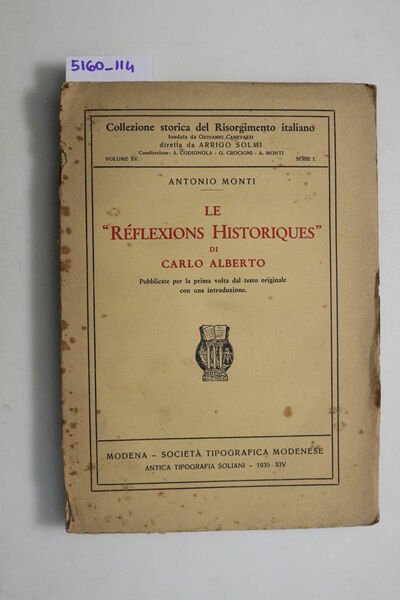 5160_114
Collezione storica del Risorgimento italiano
fondata da GIOVANNI CANEVAZZI
diretta da ARRIGO SOLMI
Condirezione: A. CODIGNOLA - G. CROCIONI - A. MONTI
VOLUME XV. SERIE I.
ANTONIO MONTI
LE
"RÉFLEXIONS HISTORIQUES"
DI
CARLO ALBERTO
Pubblicate per la prima volta dal testo originale
con una introduzione.
MODENA - SOCIETÀ TIPOGRAFICA MODENESE
ANTICA TIPOGRAFIA SOLIANI - 1936-XIV